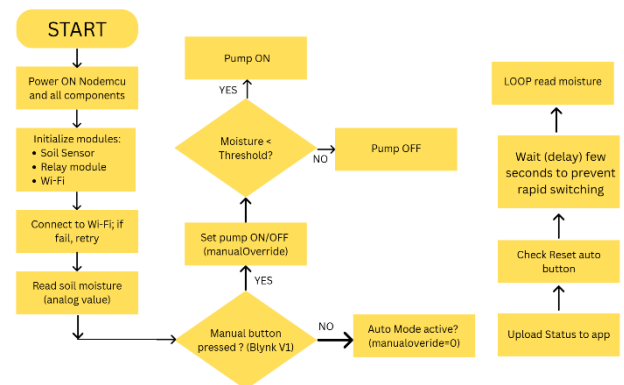 START
Power ON Nodemcu
and all components
Initialize modules:
• Soil Sensor
• Relay module
• Wi-Fi
Connect to Wi-Fi; if
fail, retry
Read soil moisture
(analog value)
Manual button
pressed ? (Blynk V1)
YES
NO
Set pump ON/OFF
(manualOverride)
Moisture <
Threshold?
YES
NO
Pump ON
Pump OFF
Auto Mode active?
(manualoveride=0)
Upload Status to app
Check Reset auto
button
Wait (delay) few
seconds to prevent
rapid switching
LOOP read moisture